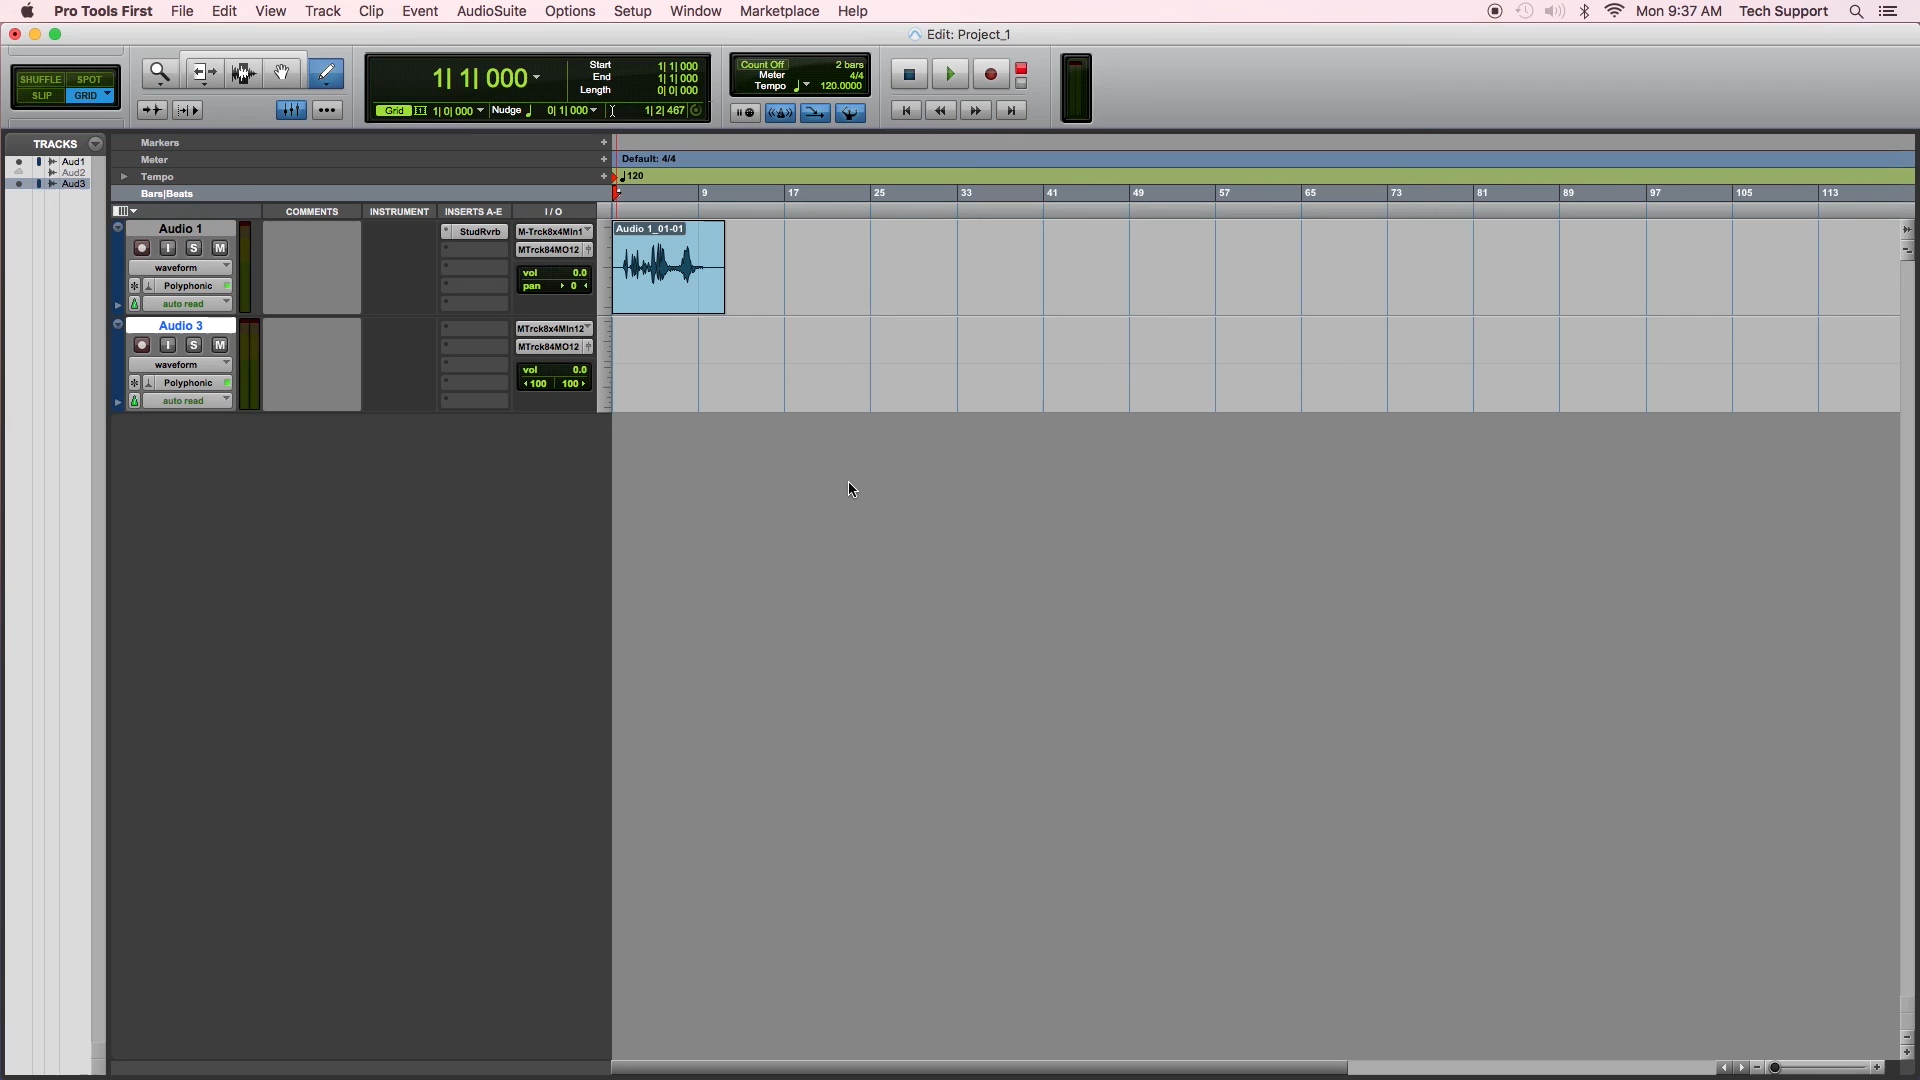 Pro Tools First File Edit View Track Clip Event AudioSuite Options Setup Window Marketplace Help Mon 9:37 AM Tech Support
Edit: Project_1
SHUFFLE SPOT
SLIP GRID
1| 1| 000
Start 1| 1| 000
End 1| 1| 000
Length 0| 0| 000
Grid 1| 0| 000 Nudge 0| 1| 000 1| 2| 467
Count Off 2 bars
Meter 4/4
Tempo 120.0000
TRACKS
Aud1
Aud2
Aud3
Markers
Meter Default: 4/4
Tempo 120
Bars|Beats 9 17 25 33 41 49 57 65 73 81 89 97 105 113
COMMENTS INSTRUMENT INSERTS A-E I / O
Audio 1 StudRvrb M-Trck8x4MIn1 Audio 1_01-01
I S M MTrck84MO12
waveform vol 0.0
Polyphonic pan 0
auto read
Audio 3 MTrck8x4MIn12
I S M MTrck84MO12
waveform vol 0.0
Polyphonic 100 100
auto read